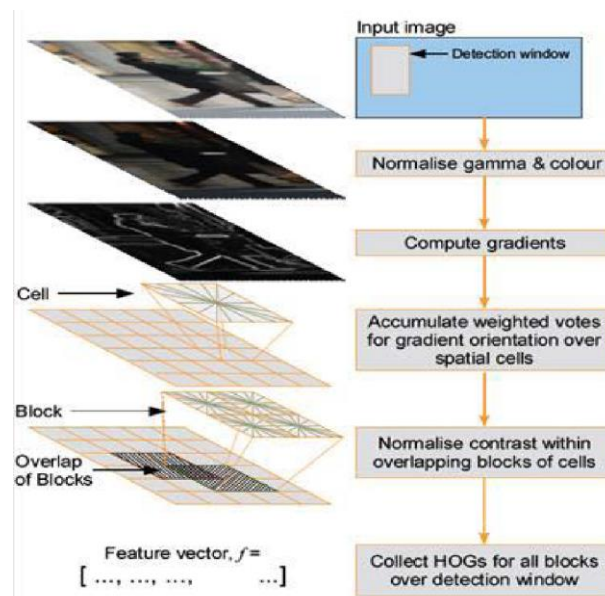 Input image
Detection window
Normalise gamma & colour
Compute gradients
Cell
Accumulate weighted votes
for gradient orientation over
spatial cells
Block
Overlap
of Blocks
Normalise contrast within
overlapping blocks of cells
Feature vector, f =
[ ..., ..., ..., ...]
Collect HOGs for all blocks
over detection window